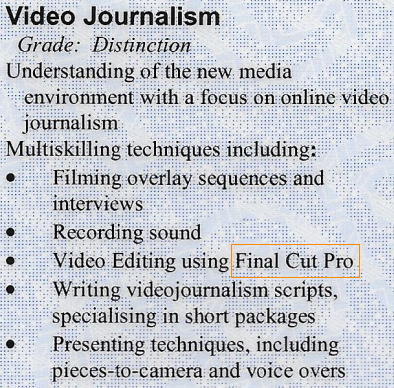 Video Journalism
Grade: Distinction
Understanding of the new media
environment with a focus on online video
journalism
Multiskilling techniques including:
• Filming overlay sequences and
interviews
• Recording sound
• Video Editing using Final Cut Pro
• Writing videojournalism scripts,
specialising in short packages
• Presenting techniques, including
pieces-to-camera and voice overs